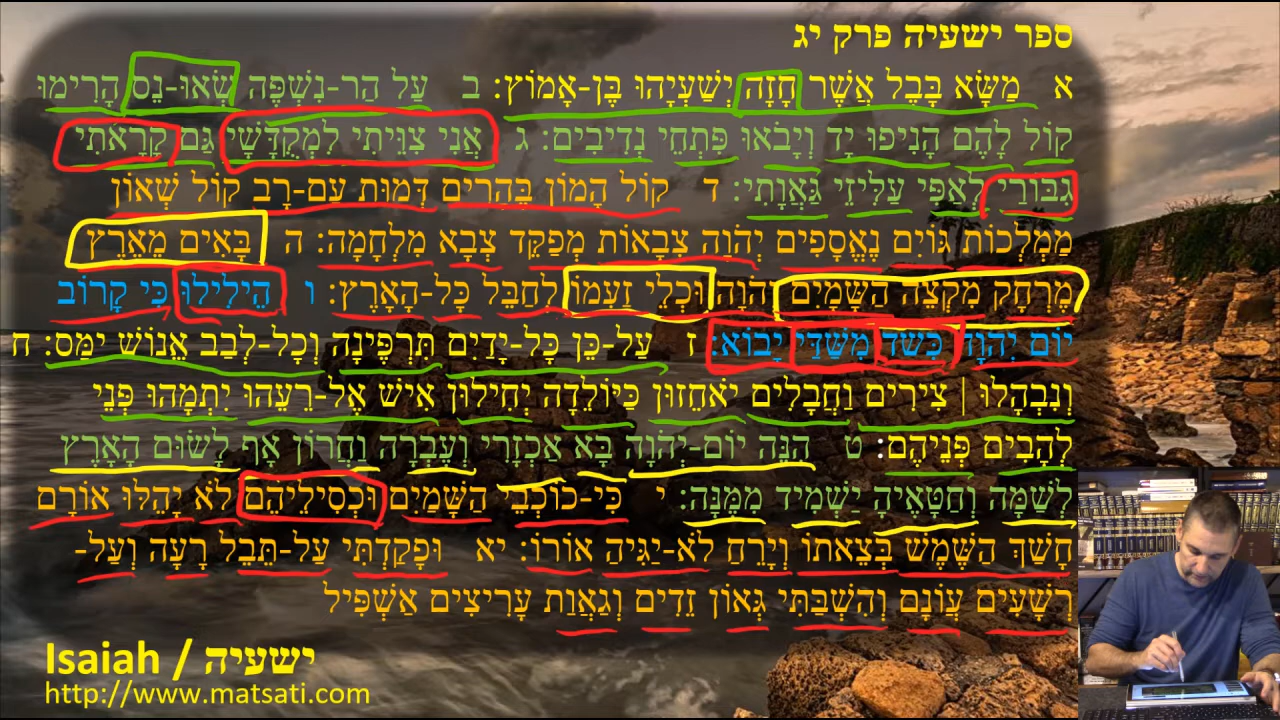 ספר ישעיה פרק יג
א מַשָּׂא בָּבֶל אֲשֶׁר חָזָה יְשַׁעְיָהוּ בֶּן-אָמוֹץ: ב עַל הַר-נִשְׁפֶּה שְׂאוּ-נֵס הָרִימוּ
קוֹל לָהֶם הָנִיפוּ יָד וְיָבֹאוּ פִּתְחֵי נְדִיבִים: ג אֲנִי צִוֵּיתִי לִמְקֻדָּשָׁי גַּם קָרָאתִי
גִבּוֹרַי לְאַפִּי עַלִּיזֵי גַּאֲוָתִי: ד קוֹל הָמוֹן בֶּהָרִים דְּמוּת עַם-רָב קוֹל שְׁאוֹן
מַמְלְכוֹת גּוֹיִם נֶאֱסָפִים יְהֹוָה צְבָאוֹת מְפַקֵּד צְבָא מִלְחָמָה: ה בָּאִים מֵאֶרֶץ
מֶרְחָק מִקְצֵה הַשָּׁמָיִם יְהֹוָה וּכְלֵי זַעְמוֹ לְחַבֵּל כָּל-הָאָרֶץ: ו הֵילִילוּ כִּי קָרוֹב
יוֹם יְהֹוָה כְּשֹׁד מִשַּׁדַּי יָבוֹא: ז עַל-כֵּן כָּל-יָדַיִם תִּרְפֶּינָה וְכָל-לְבַב אֱנוֹשׁ יִמָּס: ח
וְנִבְהָלוּ | צִירִים וַחֲבָלִים יֹאחֵזוּן כַּיּוֹלֵדָה יְחִילוּן אִישׁ אֶל-רֵעֵהוּ יִתְמָהוּ פְּנֵי
לְהָבִים פְּנֵיהֶם: ט הִנֵּה יוֹם-יְהֹוָה בָּא אַכְזָרִי וְעֶבְרָה וַחֲרוֹן אָף לָשׂוּם הָאָרֶץ
לְשַׁמָּה וְחַטָּאֶיהָ יַשְׁמִיד מִמֶּנָּה: י כִּי-כוֹכְבֵי הַשָּׁמַיִם וּכְסִילֵיהֶם לֹא יָהֵלּוּ אוֹרָם
חָשַׁךְ הַשֶּׁמֶשׁ בְּצֵאתוֹ וְיָרֵחַ לֹא-יַגִּיהַּ אוֹרוֹ: יא וּפָקַדְתִּי עַל-תֵּבֵל רָעָה וְעַל-
רְשָׁעִים עֲוֹנָם וְהִשְׁבַּתִּי גְּאוֹן זֵדִים וְגַאֲוַת עָרִיצִים אַשְׁפִּיל
Isaiah / ישעיה
http://www.matsati.com